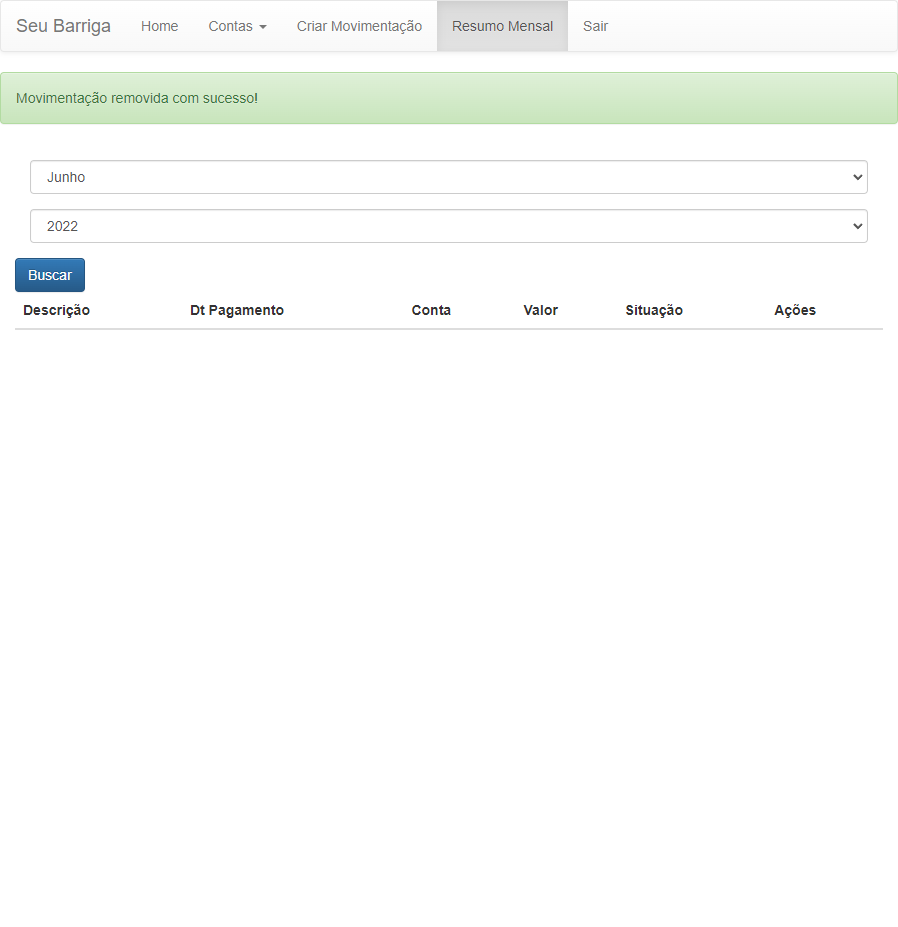 Seu Barriga Home Contas Criar Movimentação Resumo Mensal Sair
Movimentação removida com sucesso!
Junho
2022
Buscar
Descrição Dt Pagamento Conta Valor Situação Ações